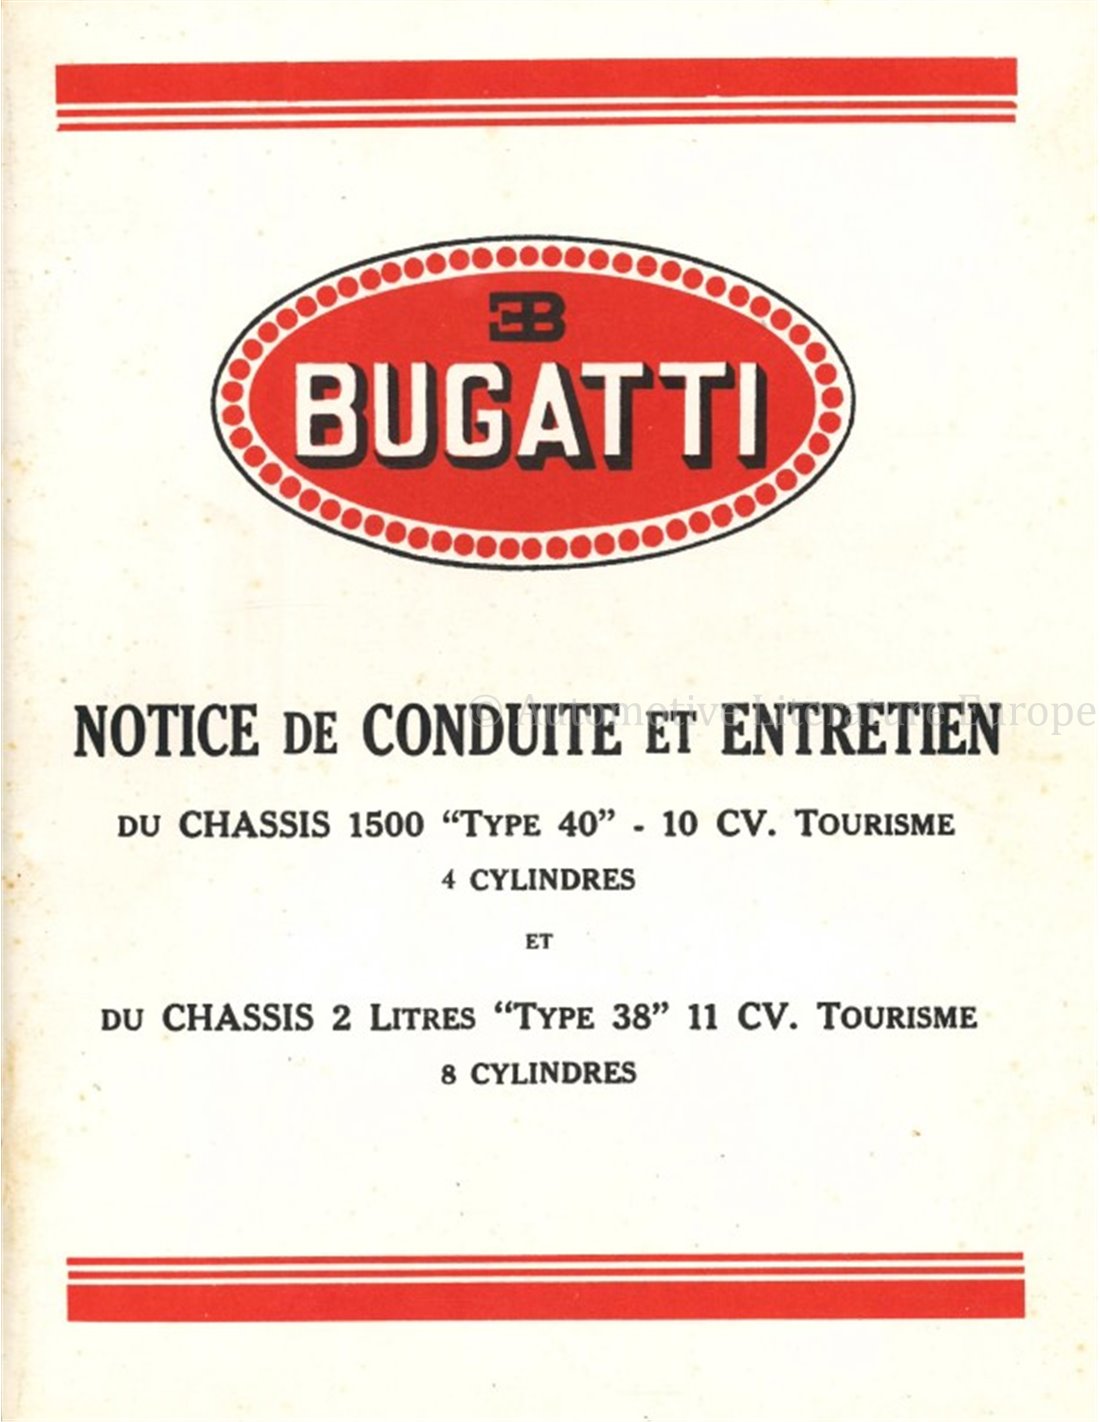 EB
BUGATTI
NOTICE DE CONDUITE ET ENTRETIEN
© Automotive Literature Europe
DU CHASSIS 1500 “TYPE 40” - 10 CV. TOURISME
4 CYLINDRES
ET
DU CHASSIS 2 LITRES “TYPE 38” 11 CV. TOURISME
8 CYLINDRES